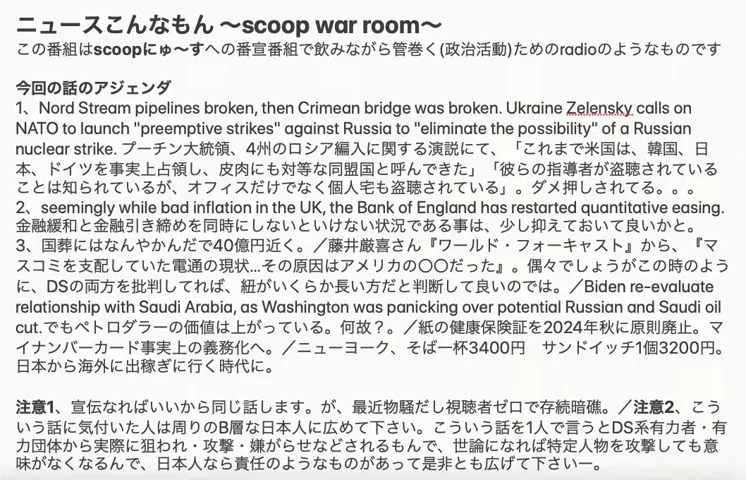 ニュースこんなもん 〜scoop war room〜
この番組はscoopにゅ〜すへの番宣番組で飲みながら管巻く(政治活動)ためのradioのようなものです
今回の話のアジェンダ
1、Nord Stream pipelines broken, then Crimean bridge was broken. Ukraine Zelensky calls on
NATO to launch "preemptive strikes" against Russia to "eliminate the possibility" of a Russian
nuclear strike. プーチン大統領、4州のロシア編入に関する演説にて、「これまで米国は、韓国、日
本、ドイツを事実上占領し、皮肉にも対等な同盟国と呼んできた」「彼らの指導者が盗聴されている
ことは知られているが、オフィスだけでなく個人宅も盗聴されている」。ダメ押しされてる。。。
2、seemingly while bad inflation in the UK, the Bank of England has restarted quantitative easing.
金融緩和と金融引き締めを同時にしないといけない状況である事は、少し抑えておいて良いかと。
3、国葬にはなんやかんだで40億円近く。／藤井厳喜さん『ワールド・フォーキャスト』から、『マ
スコミを支配していた電通の現状…その原因はアメリカの〇〇だった』。偶々でしょうがこの時のよう
に、DSの両方を批判してれば、紐がいくらか長い方だと判断して良いのでは。／Biden re-evaluate
relationship with Saudi Arabia, as Washington was panicking over potential Russian and Saudi oil
cut.でもペトロダラーの価値は上がっている。何故？。／紙の健康保険証を2024年秋に原則廃止。マ
イナンバーカード事実上の義務化へ。／ニューヨーク、そば一杯3400円　サンドイッチ1個3200円。
日本から海外に出稼ぎに行く時代に。
注意1、宣伝なればいいから同じ話します。が、最近物騒だし視聴者ゼロで存続暗礁。／注意2、こう
いう話に気付いた人は周りのB層な日本人に広めて下さい。こういう話を1人で言うとDS系有力者・有
力団体から実際に狙われ・攻撃・嫌がらせなどされるもんで、世論になれば特定人物を攻撃しても意
味がなくなるんで、日本人なら責任のようなものがあって是非とも広げて下さいー。